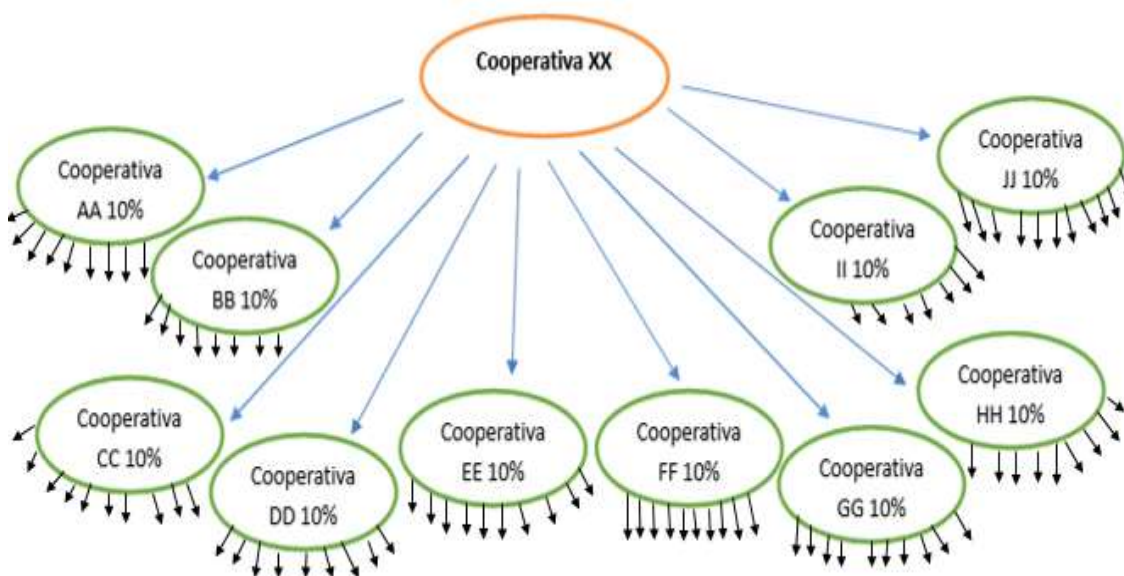 Cooperativa XX
Cooperativa
AA 10%
Cooperativa
BB 10%
Cooperativa
CC 10%
Cooperativa
DD 10%
Cooperativa
EE 10%
Cooperativa
FF 10%
Cooperativa
GG 10%
Cooperativa
HH 10%
Cooperativa
II 10%
Cooperativa
JJ 10%